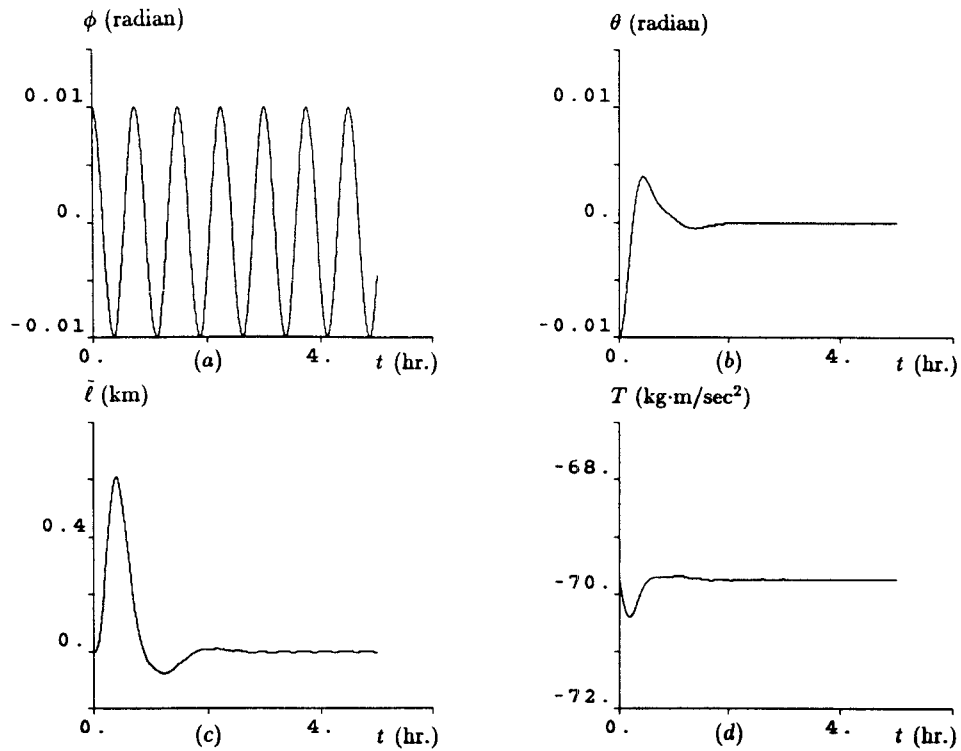 ϕ (radian)
0.01
0.
-0.01
0.
(a)
4.
t (hr.)
θ (radian)
0.01
0.
-0.01
0.
(b)
4.
t (hr.)
ℓ̃ (km)
0.4
0.
0.
(c)
4.
t (hr.)
T (kg·m/sec²)
-68.
-70.
-72.
0.
(d)
4.
t (hr.)